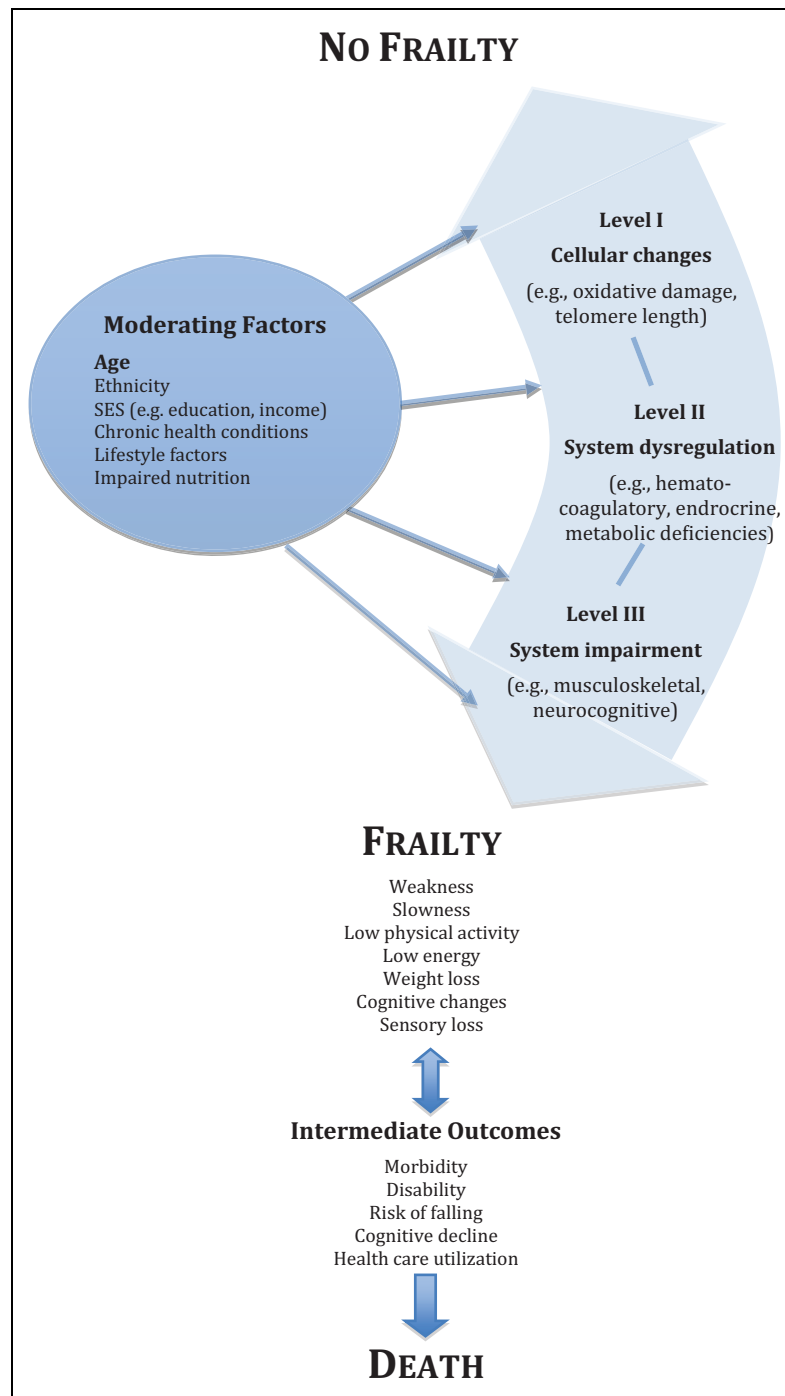 NO FRAILTY
Level I
Cellular changes
(e.g., oxidative damage,
telomere length)
Moderating Factors
Age
Ethnicity
SES (e.g. education, income)
Chronic health conditions
Lifestyle factors
Impaired nutrition
Level II
System dysregulation
(e.g., hemato-
coagulatory, endrocrine,
metabolic deficiencies)
Level III
System impairment
(e.g., musculoskeletal,
neurocognitive)
FRAILTY
Weakness
Slowness
Low physical activity
Low energy
Weight loss
Cognitive changes
Sensory loss
Intermediate Outcomes
Morbidity
Disability
Risk of falling
Cognitive decline
Health care utilization
DEATH